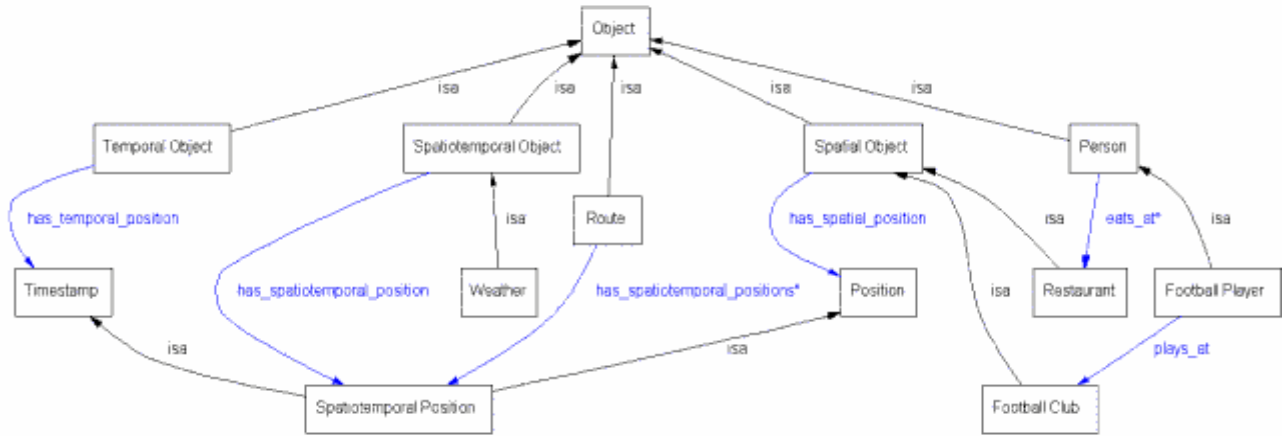 Object
isa
isa
isa
isa
isa
Temporal Object
Spatiotemporal Object
Spatial Object
Person
has_temporal_position
Route
has_spatial_position
isa
isa
eats_at*
isa
Timestamp
has_spatiotemporal_position
Weather
has_spatiotemporal_positions*
Position
isa
Restaurant
Football Player
isa
isa
plays_at
Spatiotemporal Position
Football Club